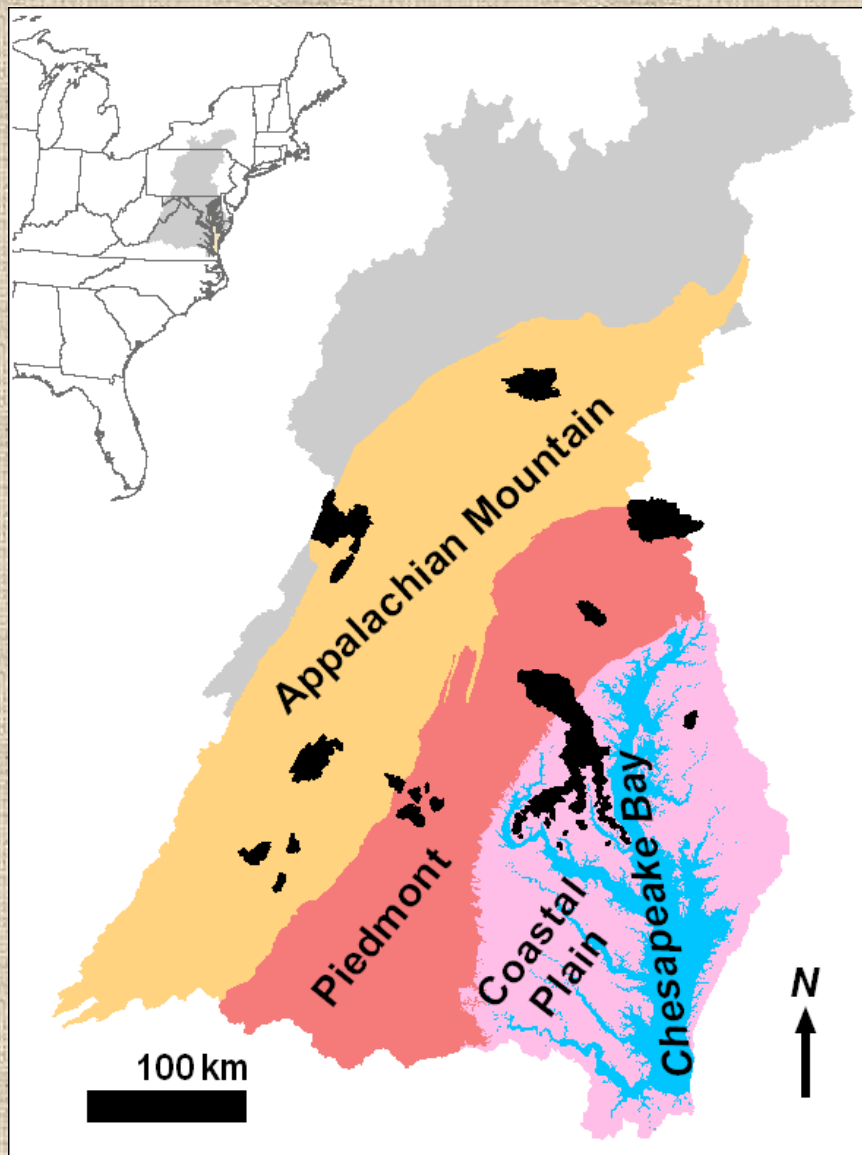 Appalachian Mountain
Piedmont
Coastal
Plain
Chesapeake Bay
N
100 km